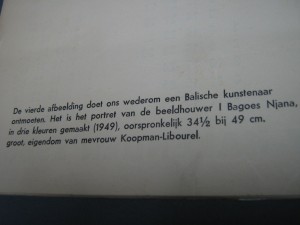 De vierde afbeelding doet ons wederom een Balische kunstenaar
ontmoeten. Het is het portret van de beeldhouwer I Bagoes Njana,
in drie kleuren gemaakt (1949), oorspronkelijk 34½ bij 49 cm.
groot, eigendom van mevrouw Koopman-Libourel.